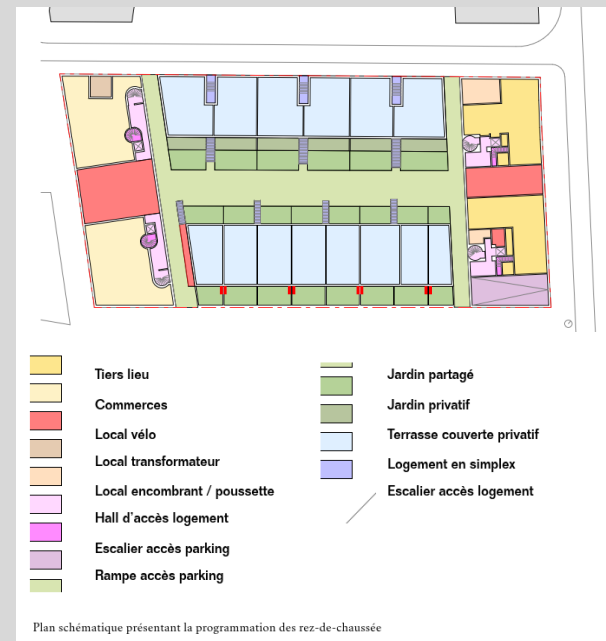 Tiers lieu
Commerces
Local vélo
Local transformateur
Local encombrant / poussette
Hall d'accès logement
Escalier accès parking
Rampe accès parking
Jardin partagé
Jardin privatif
Terrasse couverte privatif
Logement en simplex
Escalier accès logement
Plan schématique présentant la programmation des rez-de-chaussée